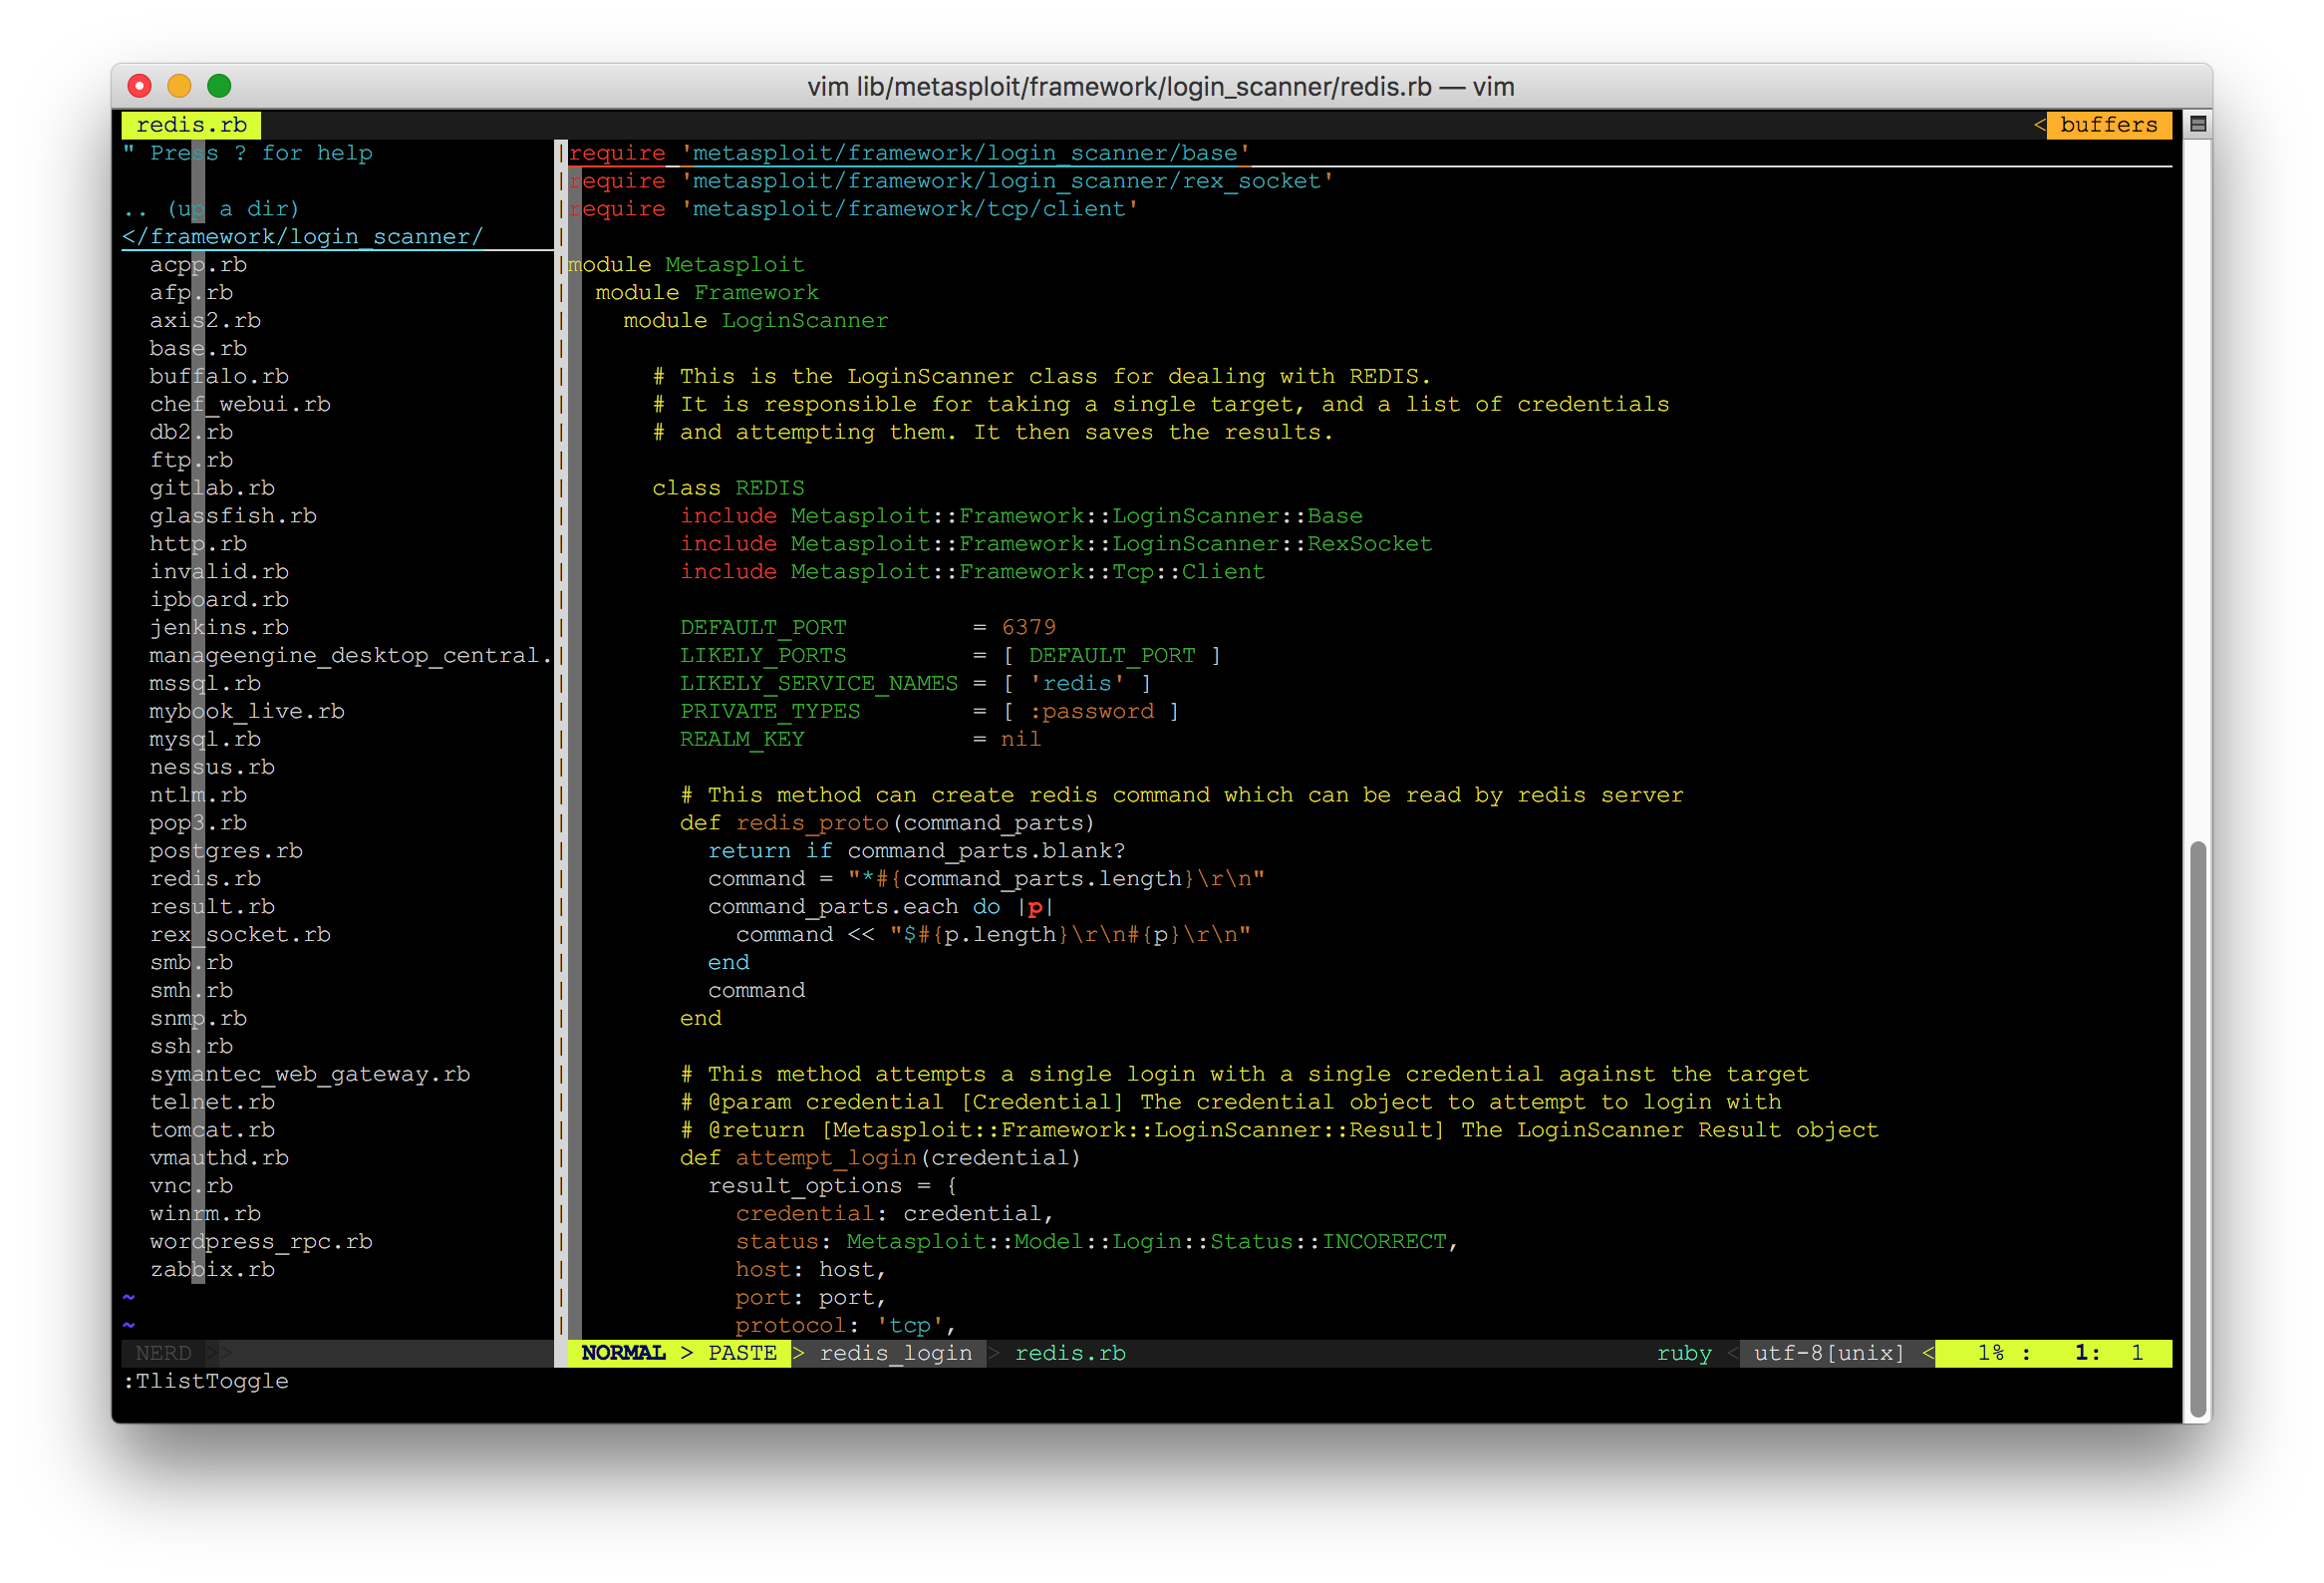 vim lib/metasploit/framework/login_scanner/redis.rb — vim
redis.rb
< buffers
" Press ? for help
.. (up a dir)
</framework/login_scanner/
acpp.rb
afp.rb
axis2.rb
base.rb
buffalo.rb
chef_webui.rb
db2.rb
ftp.rb
gitlab.rb
glassfish.rb
http.rb
invalid.rb
ipboard.rb
jenkins.rb
manageengine_desktop_central.
mssql.rb
mybook_live.rb
mysql.rb
nessus.rb
ntlm.rb
pop3.rb
postgres.rb
redis.rb
result.rb
rex_socket.rb
smb.rb
smh.rb
snmp.rb
ssh.rb
symantec_web_gateway.rb
telnet.rb
tomcat.rb
vmauthd.rb
vnc.rb
winrm.rb
wordpress_rpc.rb
zabbix.rb
~
~
require 'metasploit/framework/login_scanner/base'
require 'metasploit/framework/login_scanner/rex_socket'
require 'metasploit/framework/tcp/client'
module Metasploit
  module Framework
    module LoginScanner
      # This is the LoginScanner class for dealing with REDIS.
      # It is responsible for taking a single target, and a list of credentials
      # and attempting them. It then saves the results.
      class REDIS
        include Metasploit::Framework::LoginScanner::Base
        include Metasploit::Framework::LoginScanner::RexSocket
        include Metasploit::Framework::Tcp::Client
        DEFAULT_PORT         = 6379
        LIKELY_PORTS         = [ DEFAULT_PORT ]
        LIKELY_SERVICE_NAMES = [ 'redis' ]
        PRIVATE_TYPES        = [ :password ]
        REALM_KEY            = nil
        # This method can create redis command which can be read by redis server
        def redis_proto(command_parts)
          return if command_parts.blank?
          command = "*#{command_parts.length}\r\n"
          command_parts.each do |p|
            command << "$#{p.length}\r\n#{p}\r\n"
          end
          command
        end
        # This method attempts a single login with a single credential against the target
        # @param credential [Credential] The credential object to attempt to login with
        # @return [Metasploit::Framework::LoginScanner::Result] The LoginScanner Result object
        def attempt_login(credential)
          result_options = {
            credential: credential,
            status: Metasploit::Model::Login::Status::INCORRECT,
            host: host,
            port: port,
            protocol: 'tcp',
NERD >>
NORMAL > PASTE > redis_login > redis.rb
ruby < utf-8[unix] < 1% : 1: 1
:TlistToggle